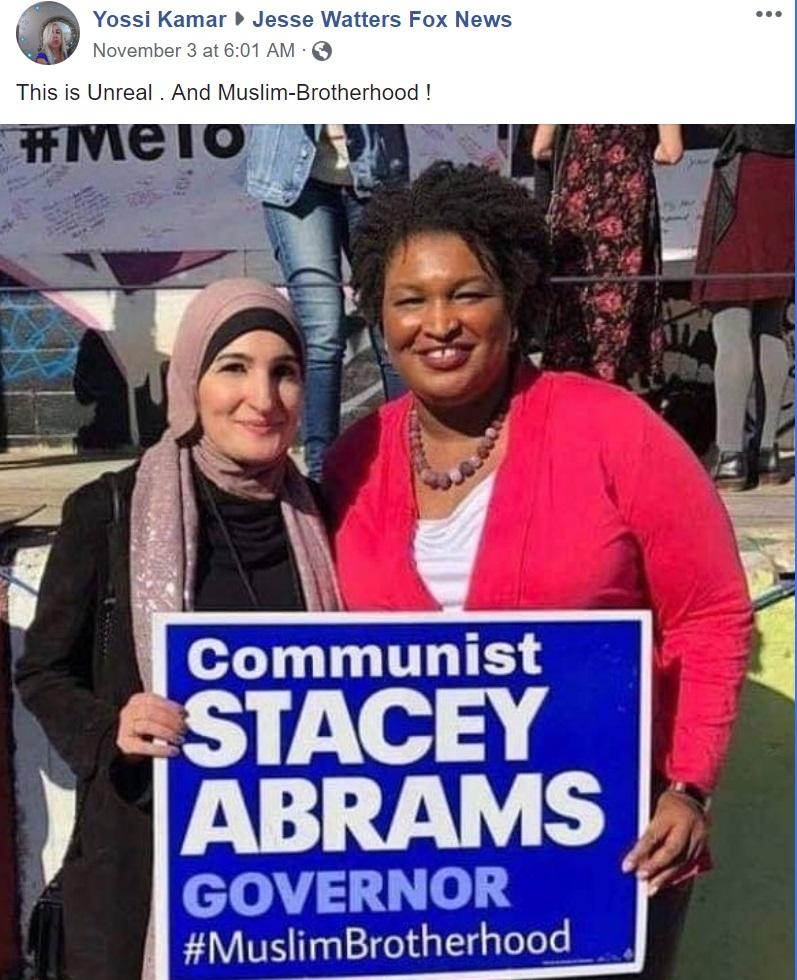 Yossi Kamar ▸ Jesse Watters Fox News
November 3 at 6:01 AM ·
This is Unreal . And Muslim-Brotherhood !
#MeTo
Communist
STACEY
ABRAMS
GOVERNOR
#MuslimBrotherhood